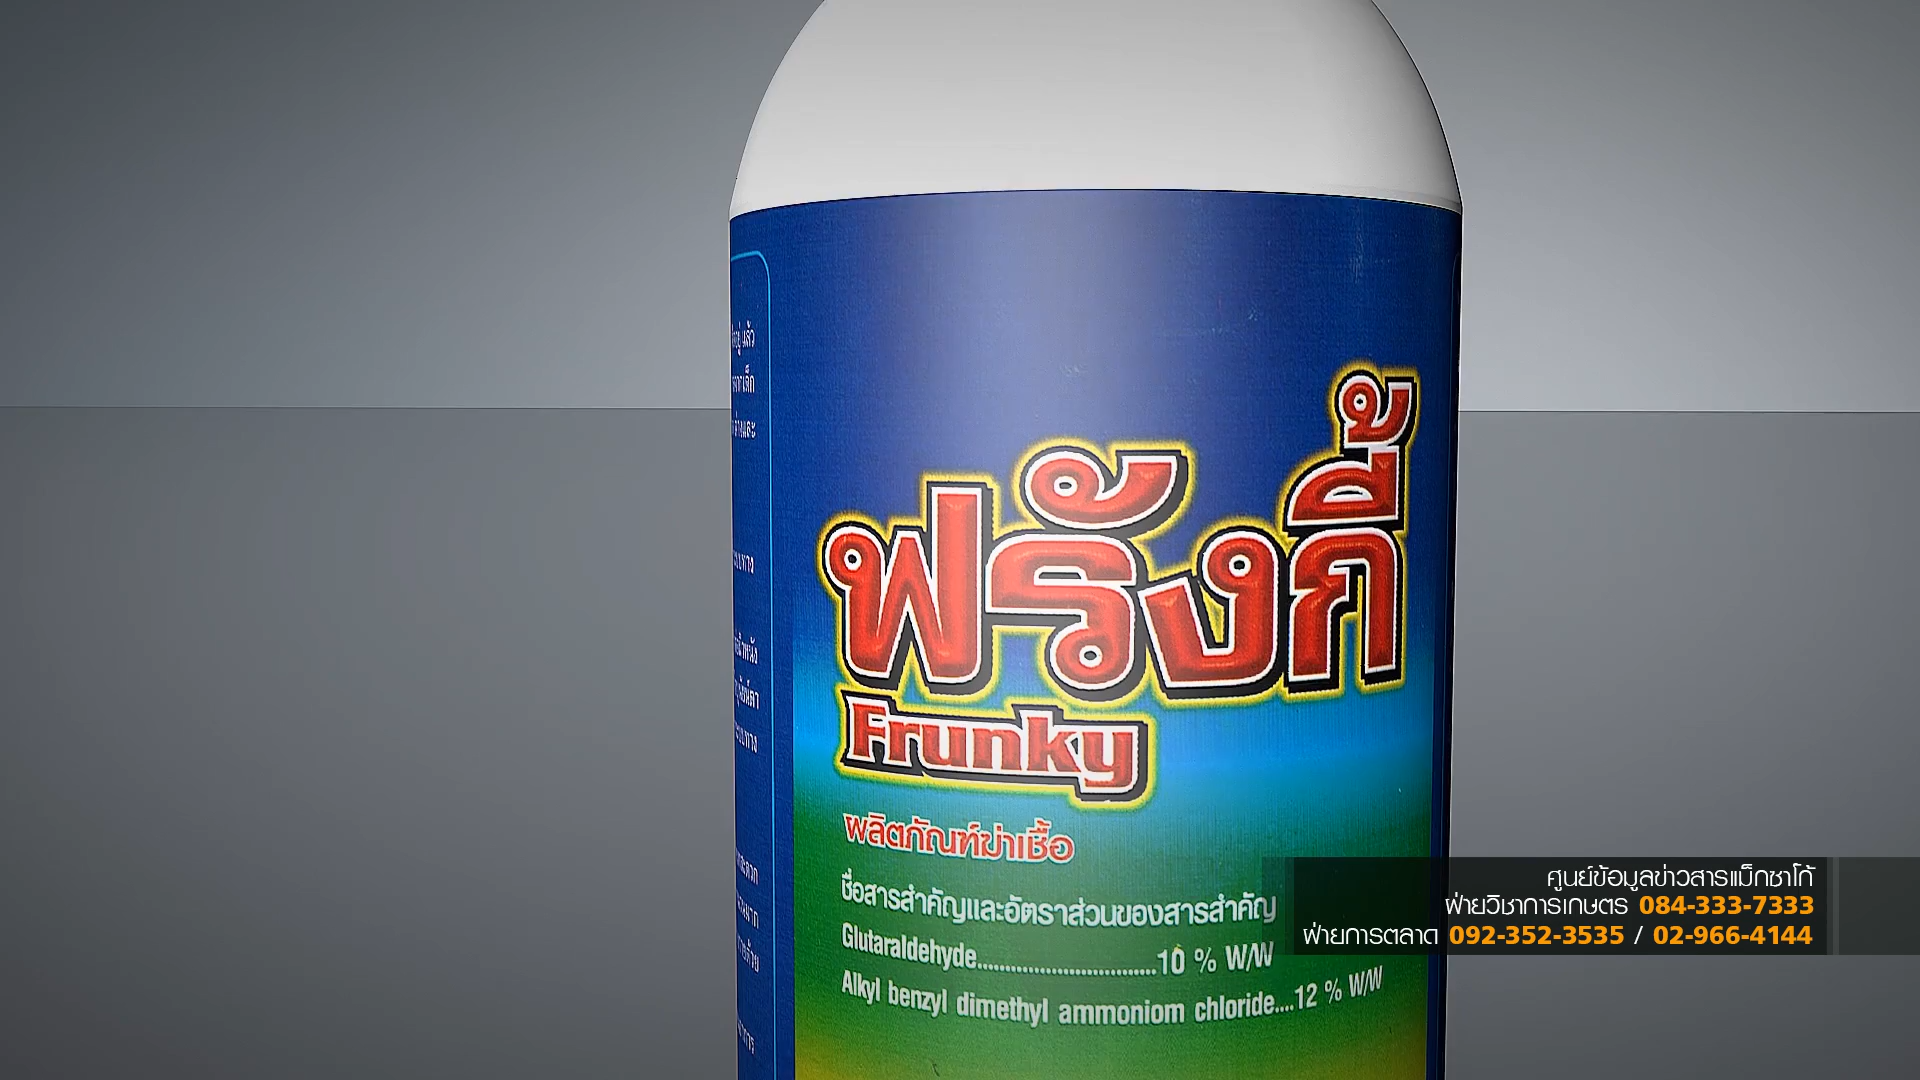 ฟรังกี้
Frunky
ผลิตภัณฑ์ฆ่าเชื้อ
ชื่อสารสำคัญและอัตราส่วนของสารสำคัญ
Glutaraldehyde................................10 % W/W
Alkyl benzyl dimethyl ammoniom chloride....12 % W/W
ศูนย์ข้อมูลข่าวสารแม็กซาโก้
ฝ่ายวิชาการเกษตร 084-333-7333
ฝ่ายการตลาด 092-352-3535 / 02-966-4144